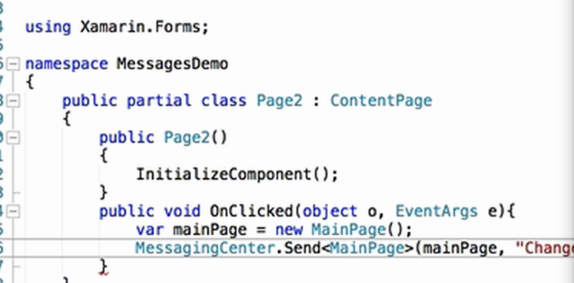 using Xamarin.Forms;
namespace MessagesDemo
{
    public partial class Page2 : ContentPage
    {
        public Page2()
        {
            InitializeComponent();
        }
        public void OnClicked(object o, EventArgs e){
            var mainPage = new MainPage();
            MessagingCenter.Send<MainPage>(mainPage, "Change
        }
    }